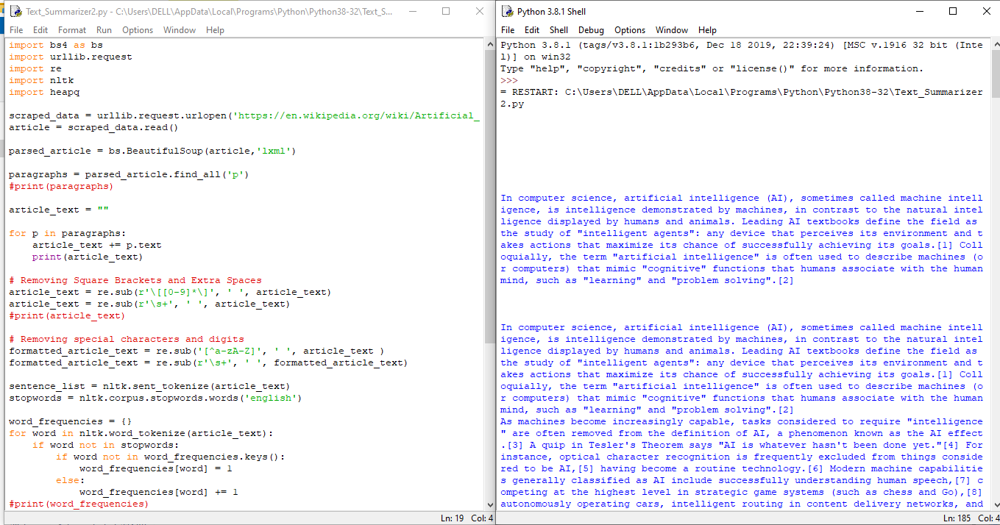 Text_Summarizer2.py - C:\Users\DELL\AppData\Local\Programs\Python\Python38-32\Text_S...
File Edit Format Run Options Window Help
import bs4 as bs
import urllib.request
import re
import nltk
import heapq
scraped_data = urllib.request.urlopen('https://en.wikipedia.org/wiki/Artificial_
article = scraped_data.read()
parsed_article = bs.BeautifulSoup(article,'lxml')
paragraphs = parsed_article.find_all('p')
#print(paragraphs)
article_text = ""
for p in paragraphs:
    article_text += p.text
    print(article_text)
# Removing Square Brackets and Extra Spaces
article_text = re.sub(r'\[[0-9]*\]', ' ', article_text)
article_text = re.sub(r'\s+', ' ', article_text)
#print(article_text)
# Removing special characters and digits
formatted_article_text = re.sub('[^a-zA-Z]', ' ', article_text )
formatted_article_text = re.sub(r'\s+', ' ', formatted_article_text)
sentence_list = nltk.sent_tokenize(article_text)
stopwords = nltk.corpus.stopwords.words('english')
word_frequencies = {}
for word in nltk.word_tokenize(article_text):
    if word not in stopwords:
        if word not in word_frequencies.keys():
            word_frequencies[word] = 1
        else:
            word_frequencies[word] += 1
#print(word_frequencies)
Ln: 19 Col: 4
Python 3.8.1 Shell
File Edit Shell Debug Options Window Help
Python 3.8.1 (tags/v3.8.1:1b293b6, Dec 18 2019, 22:39:24) [MSC v.1916 32 bit (Inte
l)] on win32
Type "help", "copyright", "credits" or "license()" for more information.
>>>
= RESTART: C:\Users\DELL\AppData\Local\Programs\Python\Python38-32\Text_Summarizer
2.py
In computer science, artificial intelligence (AI), sometimes called machine intell
igence, is intelligence demonstrated by machines, in contrast to the natural intel
ligence displayed by humans and animals. Leading AI textbooks define the field as
the study of "intelligent agents": any device that perceives its environment and t
akes actions that maximize its chance of successfully achieving its goals.[1] Coll
oquially, the term "artificial intelligence" is often used to describe machines (o
r computers) that mimic "cognitive" functions that humans associate with the human
mind, such as "learning" and "problem solving".[2]
In computer science, artificial intelligence (AI), sometimes called machine intell
igence, is intelligence demonstrated by machines, in contrast to the natural intel
ligence displayed by humans and animals. Leading AI textbooks define the field as
the study of "intelligent agents": any device that perceives its environment and t
akes actions that maximize its chance of successfully achieving its goals.[1] Coll
oquially, the term "artificial intelligence" is often used to describe machines (o
r computers) that mimic "cognitive" functions that humans associate with the human
mind, such as "learning" and "problem solving".[2]
As machines become increasingly capable, tasks considered to require "intelligence
" are often removed from the definition of AI, a phenomenon known as the AI effect
.[3] A quip in Tesler's Theorem says "AI is whatever hasn't been done yet."[4] For
instance, optical character recognition is frequently excluded from things conside
red to be AI,[5] having become a routine technology.[6] Modern machine capabilitie
s generally classified as AI include successfully understanding human speech,[7] c
ompeting at the highest level in strategic game systems (such as chess and Go),[8]
autonomously operating cars, intelligent routing in content delivery networks, and
Ln: 185 Col: 4